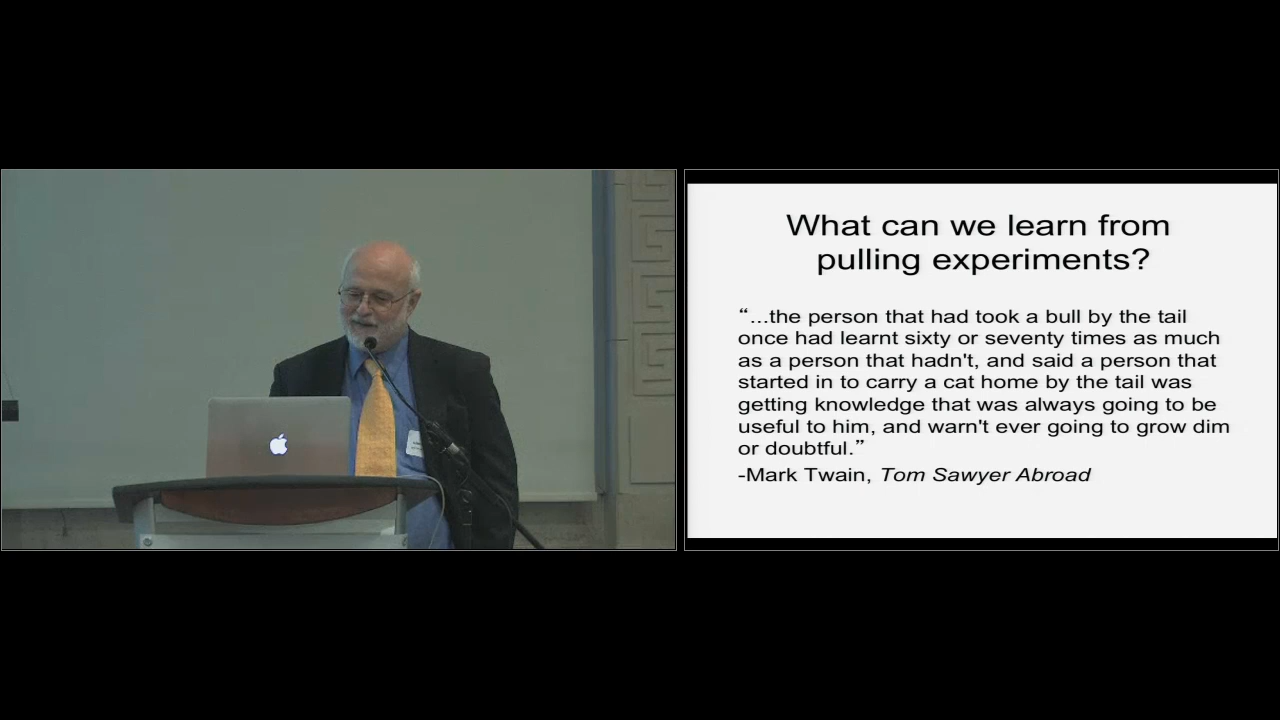 What can we learn from
pulling experiments?
“...the person that had took a bull by the tail
once had learnt sixty or seventy times as much
as a person that hadn't, and said a person that
started in to carry a cat home by the tail was
getting knowledge that was always going to be
useful to him, and warn't ever going to grow dim
or doubtful.”
-Mark Twain, Tom Sawyer Abroad